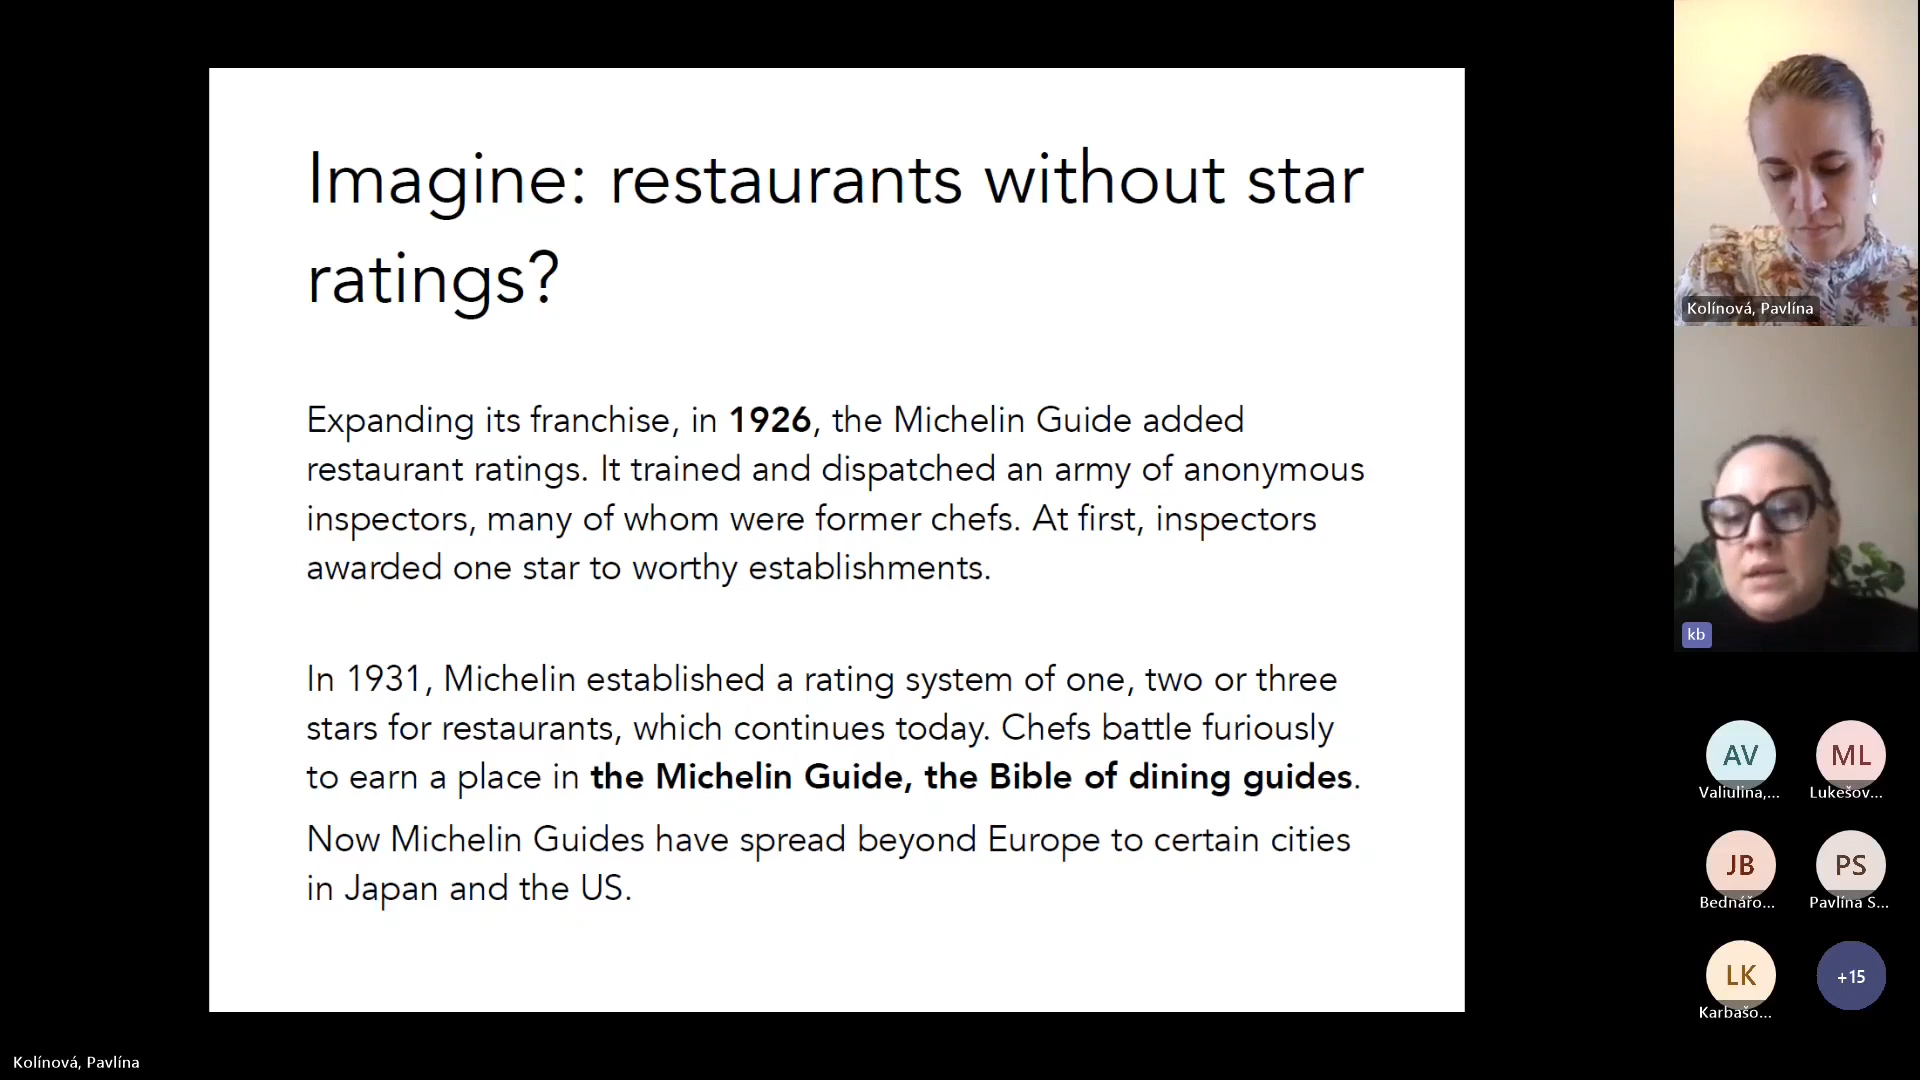 Imagine: restaurants without star
ratings?
Expanding its franchise, in 1926, the Michelin Guide added
restaurant ratings. It trained and dispatched an army of anonymous
inspectors, many of whom were former chefs. At first, inspectors
awarded one star to worthy establishments.
In 1931, Michelin established a rating system of one, two or three
stars for restaurants, which continues today. Chefs battle furiously
to earn a place in the Michelin Guide, the Bible of dining guides.
Now Michelin Guides have spread beyond Europe to certain cities
in Japan and the US.
Kolínová, Pavlína
kb
AV
Valiulina,...
ML
Lukešov...
JB
Bednářo...
PS
Pavlína S...
LK
Karbašo...
+15
Kolínová, Pavlína